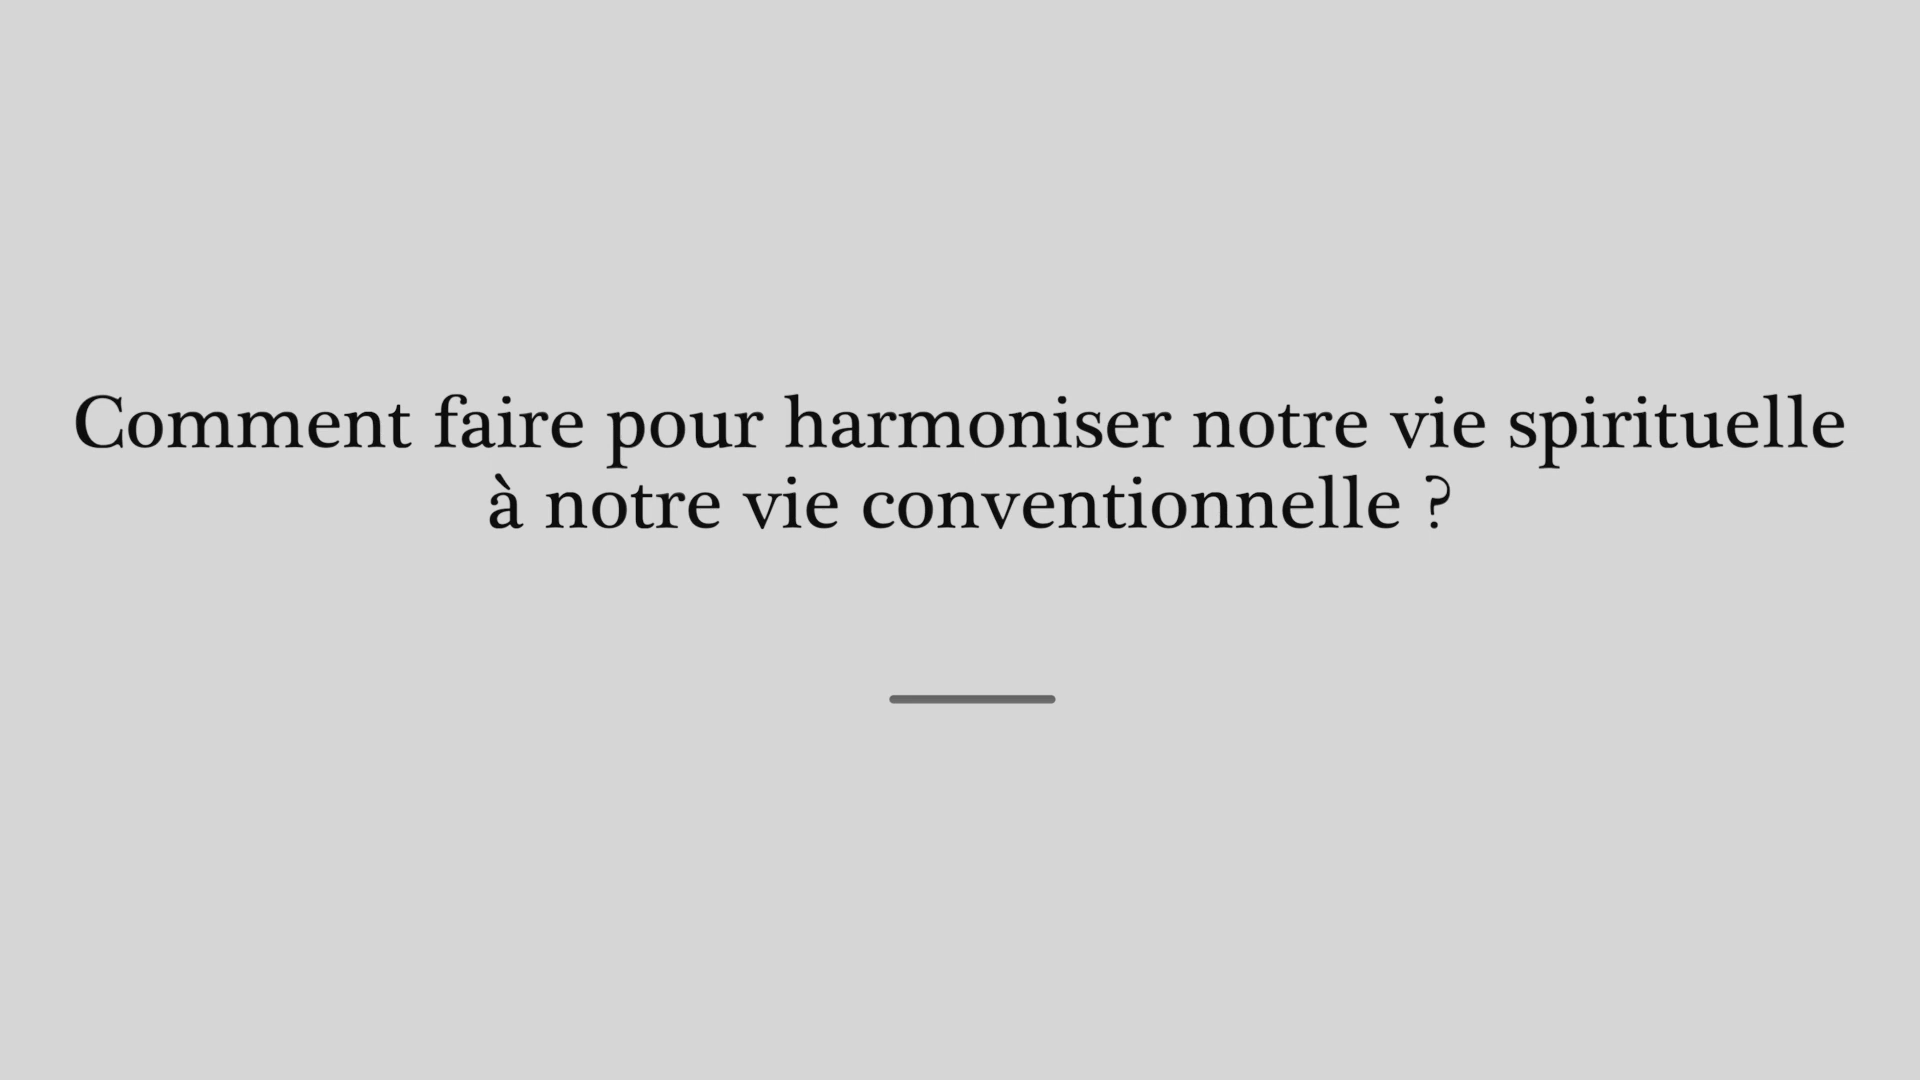 Comment faire pour harmoniser notre vie spirituelle
à notre vie conventionnelle ?